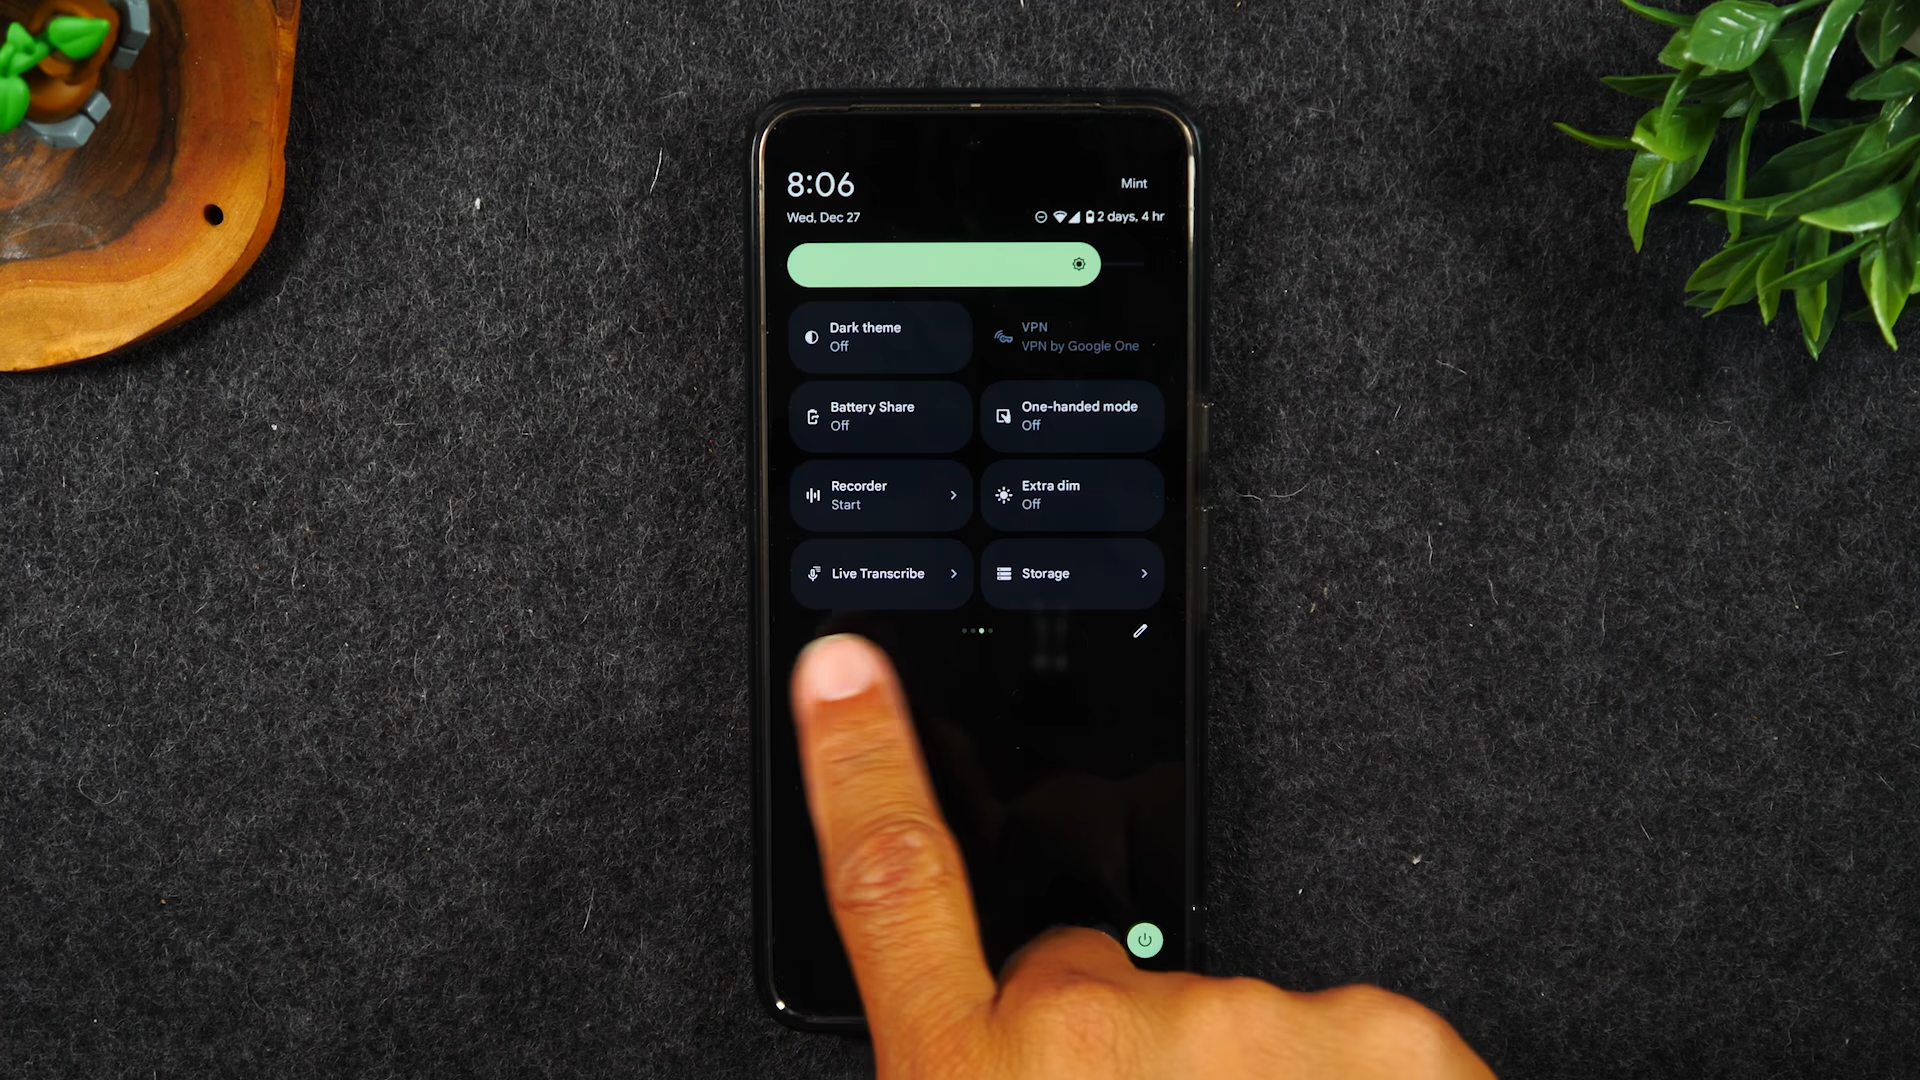 8:06
Mint
Wed, Dec 27
2 days, 4 hr
Dark theme
Off
VPN
VPN by Google One
Battery Share
Off
One-handed mode
Off
Recorder
Start
Extra dim
Off
Live Transcribe
Storage